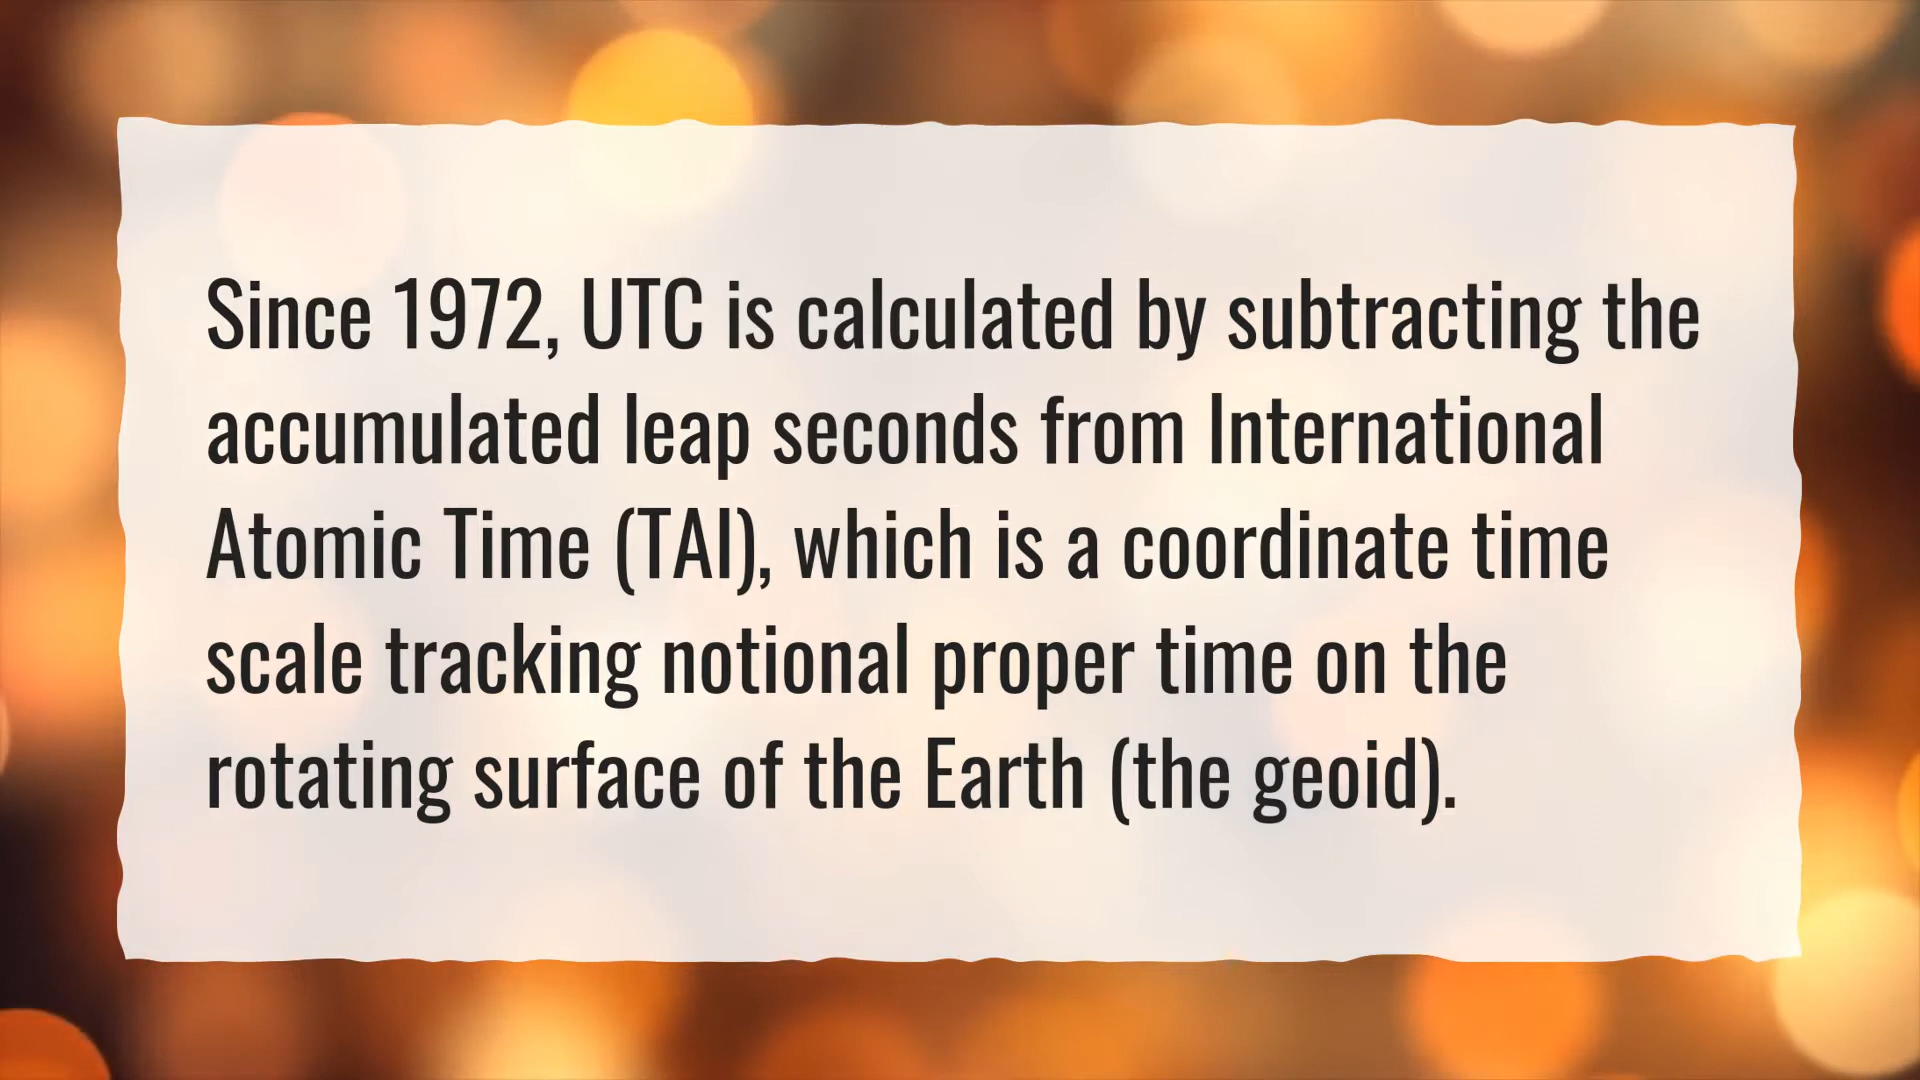 Since 1972, UTC is calculated by subtracting the
accumulated leap seconds from International
Atomic Time (TAI), which is a coordinate time
scale tracking notional proper time on the
rotating surface of the Earth (the geoid).